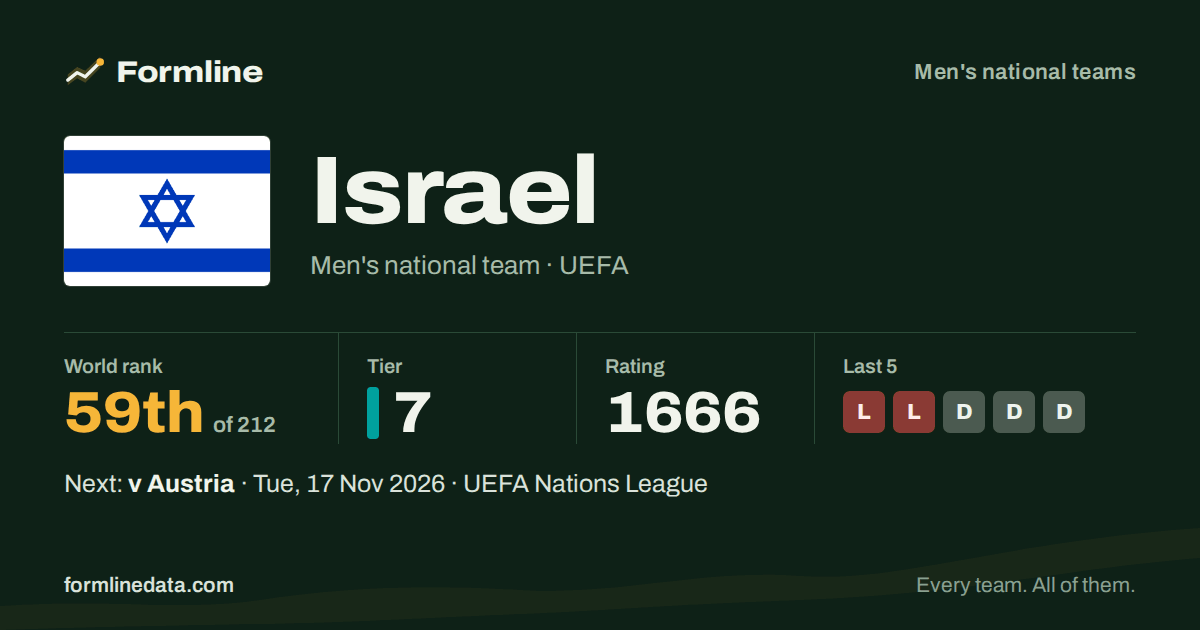 Formline
Men's national teams
Israel
Men's national team · UEFA
World rank
59th of 212
Tier
7
Rating
1666
Last 5
L L D D D
Next: v Austria · Tue, 17 Nov 2026 · UEFA Nations League
formlinedata.com
Every team. All of them.